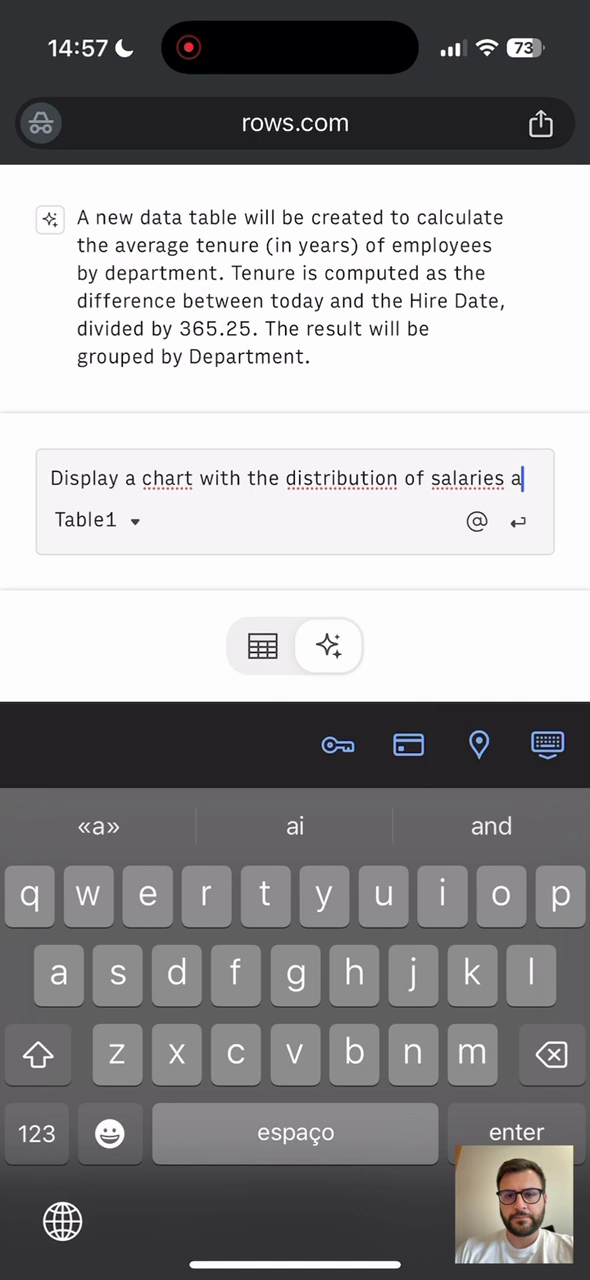 14:57
73
rows.com
A new data table will be created to calculate
the average tenure (in years) of employees
by department. Tenure is computed as the
difference between today and the Hire Date,
divided by 365.25. The result will be
grouped by Department.
Display a chart with the distribution of salaries a
Table1
@
«a» ai and
q w e r t y u i o p
a s d f g h j k l
z x c v b n m
123 espaço enter